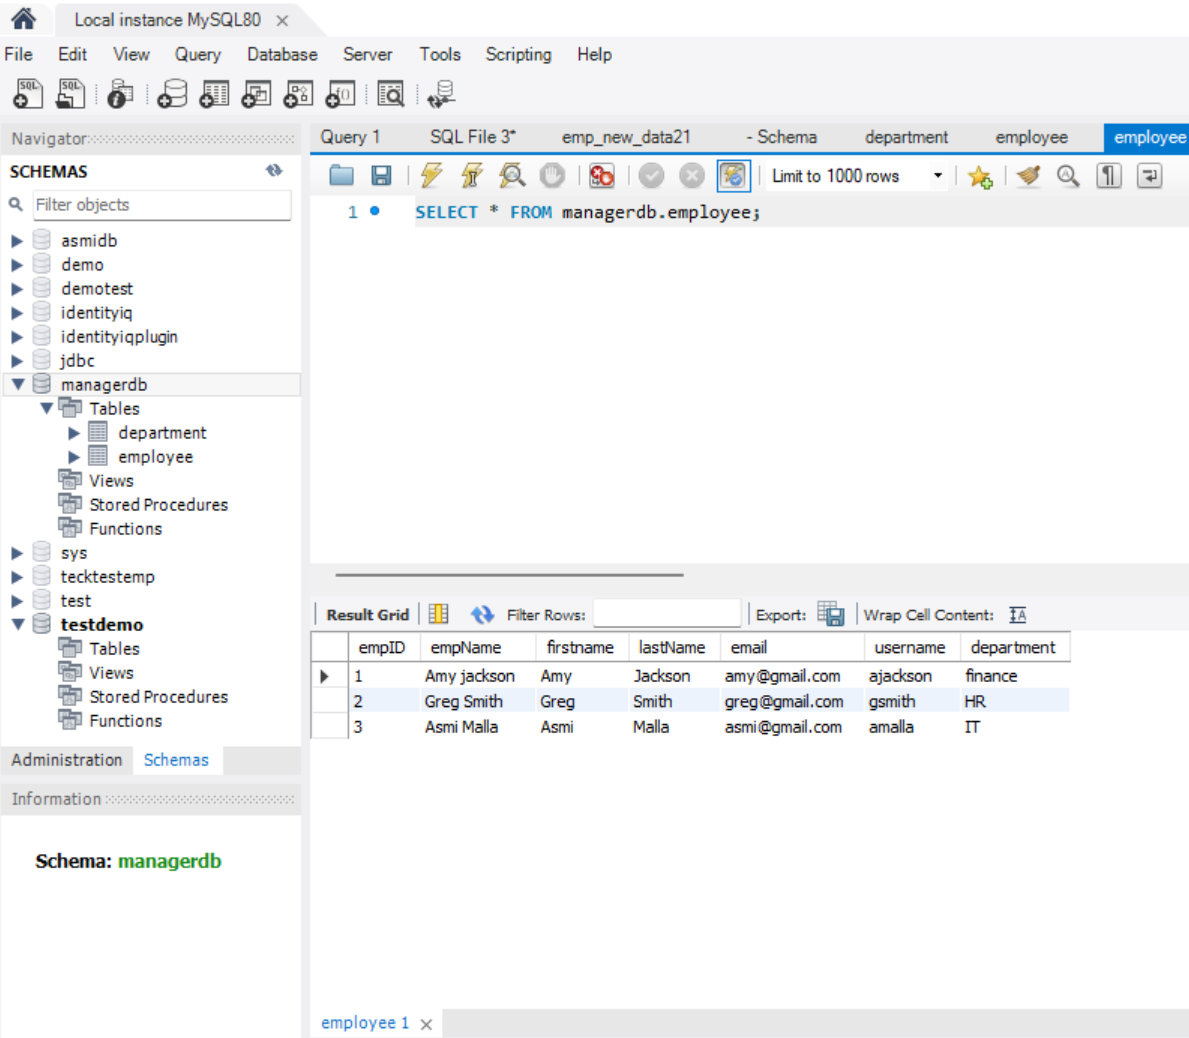 Local instance MySQL80 ×
File Edit View Query Database Server Tools Scripting Help
SQL SQL
Navigator
SCHEMAS
Filter objects
asmidb
demo
demotest
identityiq
identityiqplugin
jdbc
managerdb
Tables
department
employee
Views
Stored Procedures
Functions
sys
tecktestemp
test
testdemo
Tables
Views
Stored Procedures
Functions
Administration Schemas
Information
Schema: managerdb
Query 1 SQL File 3* emp_new_data21 - Schema department employee employee
Limit to 1000 rows
1 SELECT * FROM managerdb.employee;
Result Grid Filter Rows: Export: Wrap Cell Content: IA
empID empName firstname lastName email username department
1 Amy jackson Amy Jackson amy@gmail.com ajackson finance
2 Greg Smith Greg Smith greg@gmail.com gsmith HR
3 Asmi Malla Asmi Malla asmi@gmail.com amalla IT
employee 1 ×